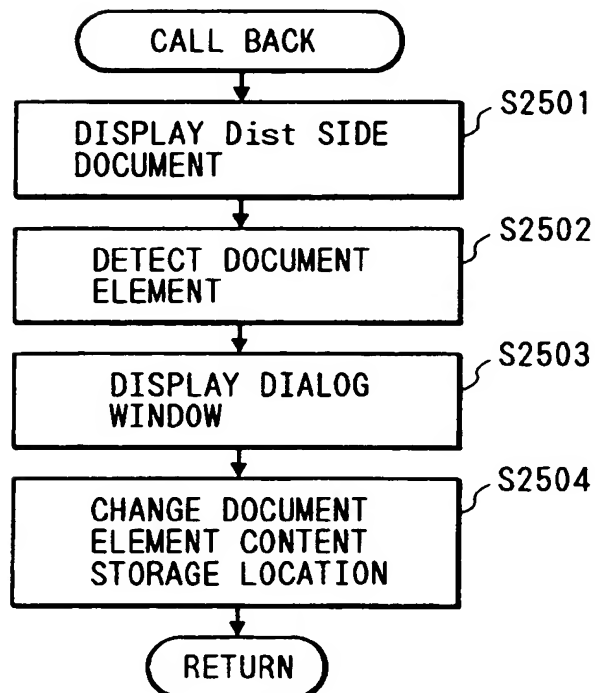 CALL BACK
S2501
DISPLAY Dist SIDE
DOCUMENT
S2502
DETECT DOCUMENT
ELEMENT
S2503
DISPLAY DIALOG
WINDOW
S2504
CHANGE DOCUMENT
ELEMENT CONTENT
STORAGE LOCATION
RETURN